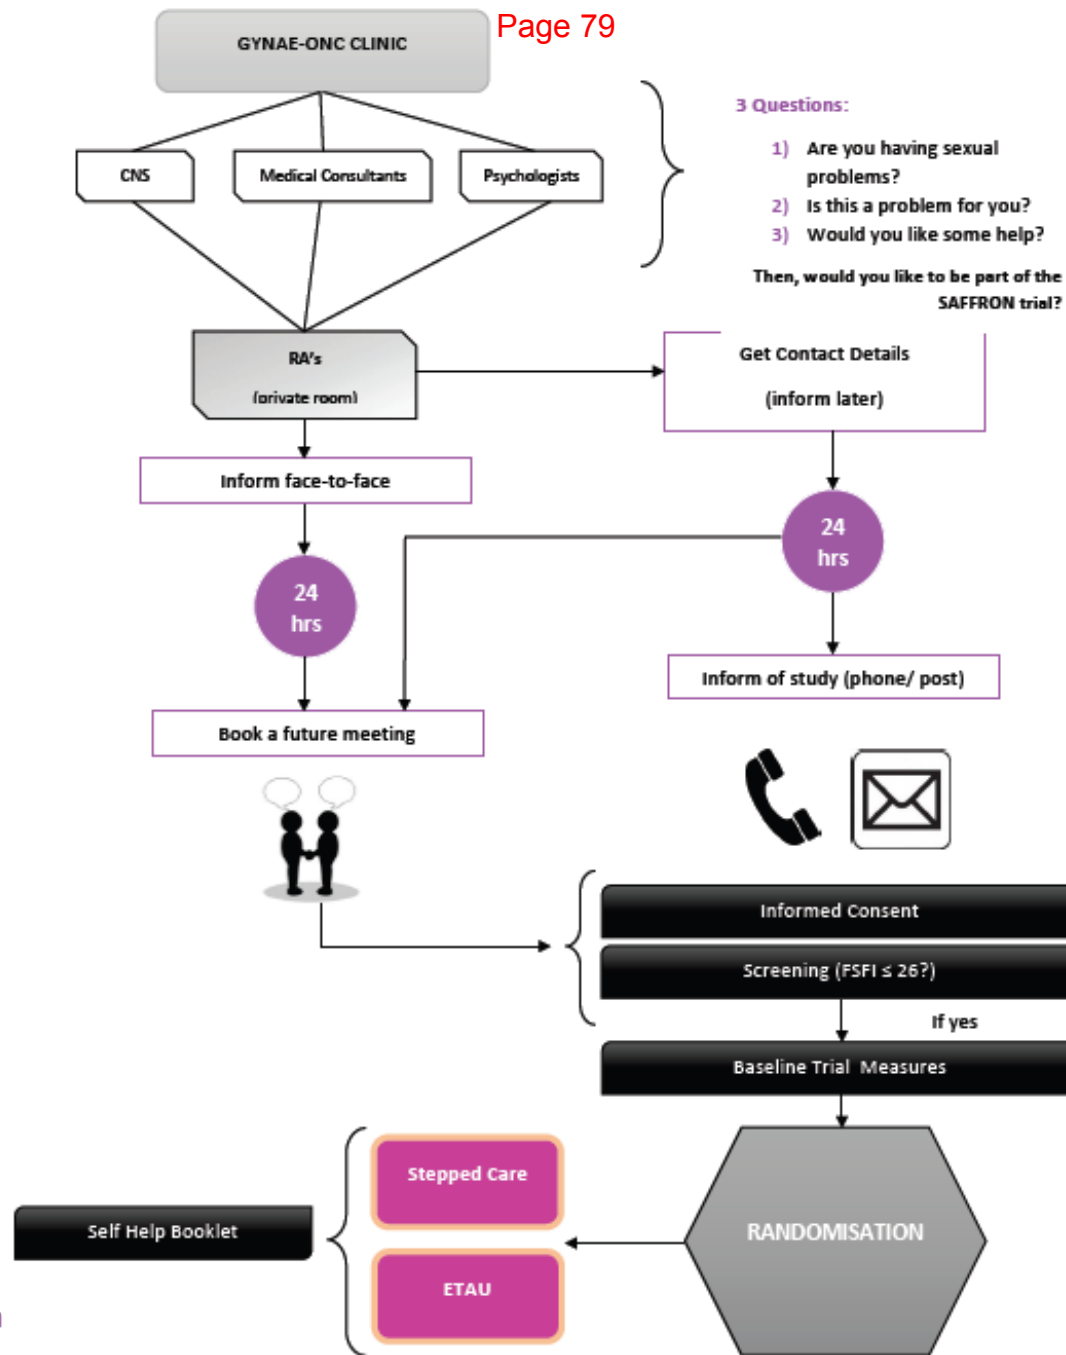 Page 79
GYNAE-ONC CLINIC
3 Questions:
1) Are you having sexual
problems?
2) Is this a problem for you?
3) Would you like some help?
Then, would you like to be part of the
SAFFRON trial?
CNS
Medical Consultants
Psychologists
RA's
(private room)
Get Contact Details
(inform later)
Inform face-to-face
24
hrs
24
hrs
Inform of study (phone/ post)
Book a future meeting
Informed Consent
Screening (FSFI ≤ 26?)
If yes
Baseline Trial Measures
RANDOMISATION
Stepped Care
ETAU
Self Help Booklet